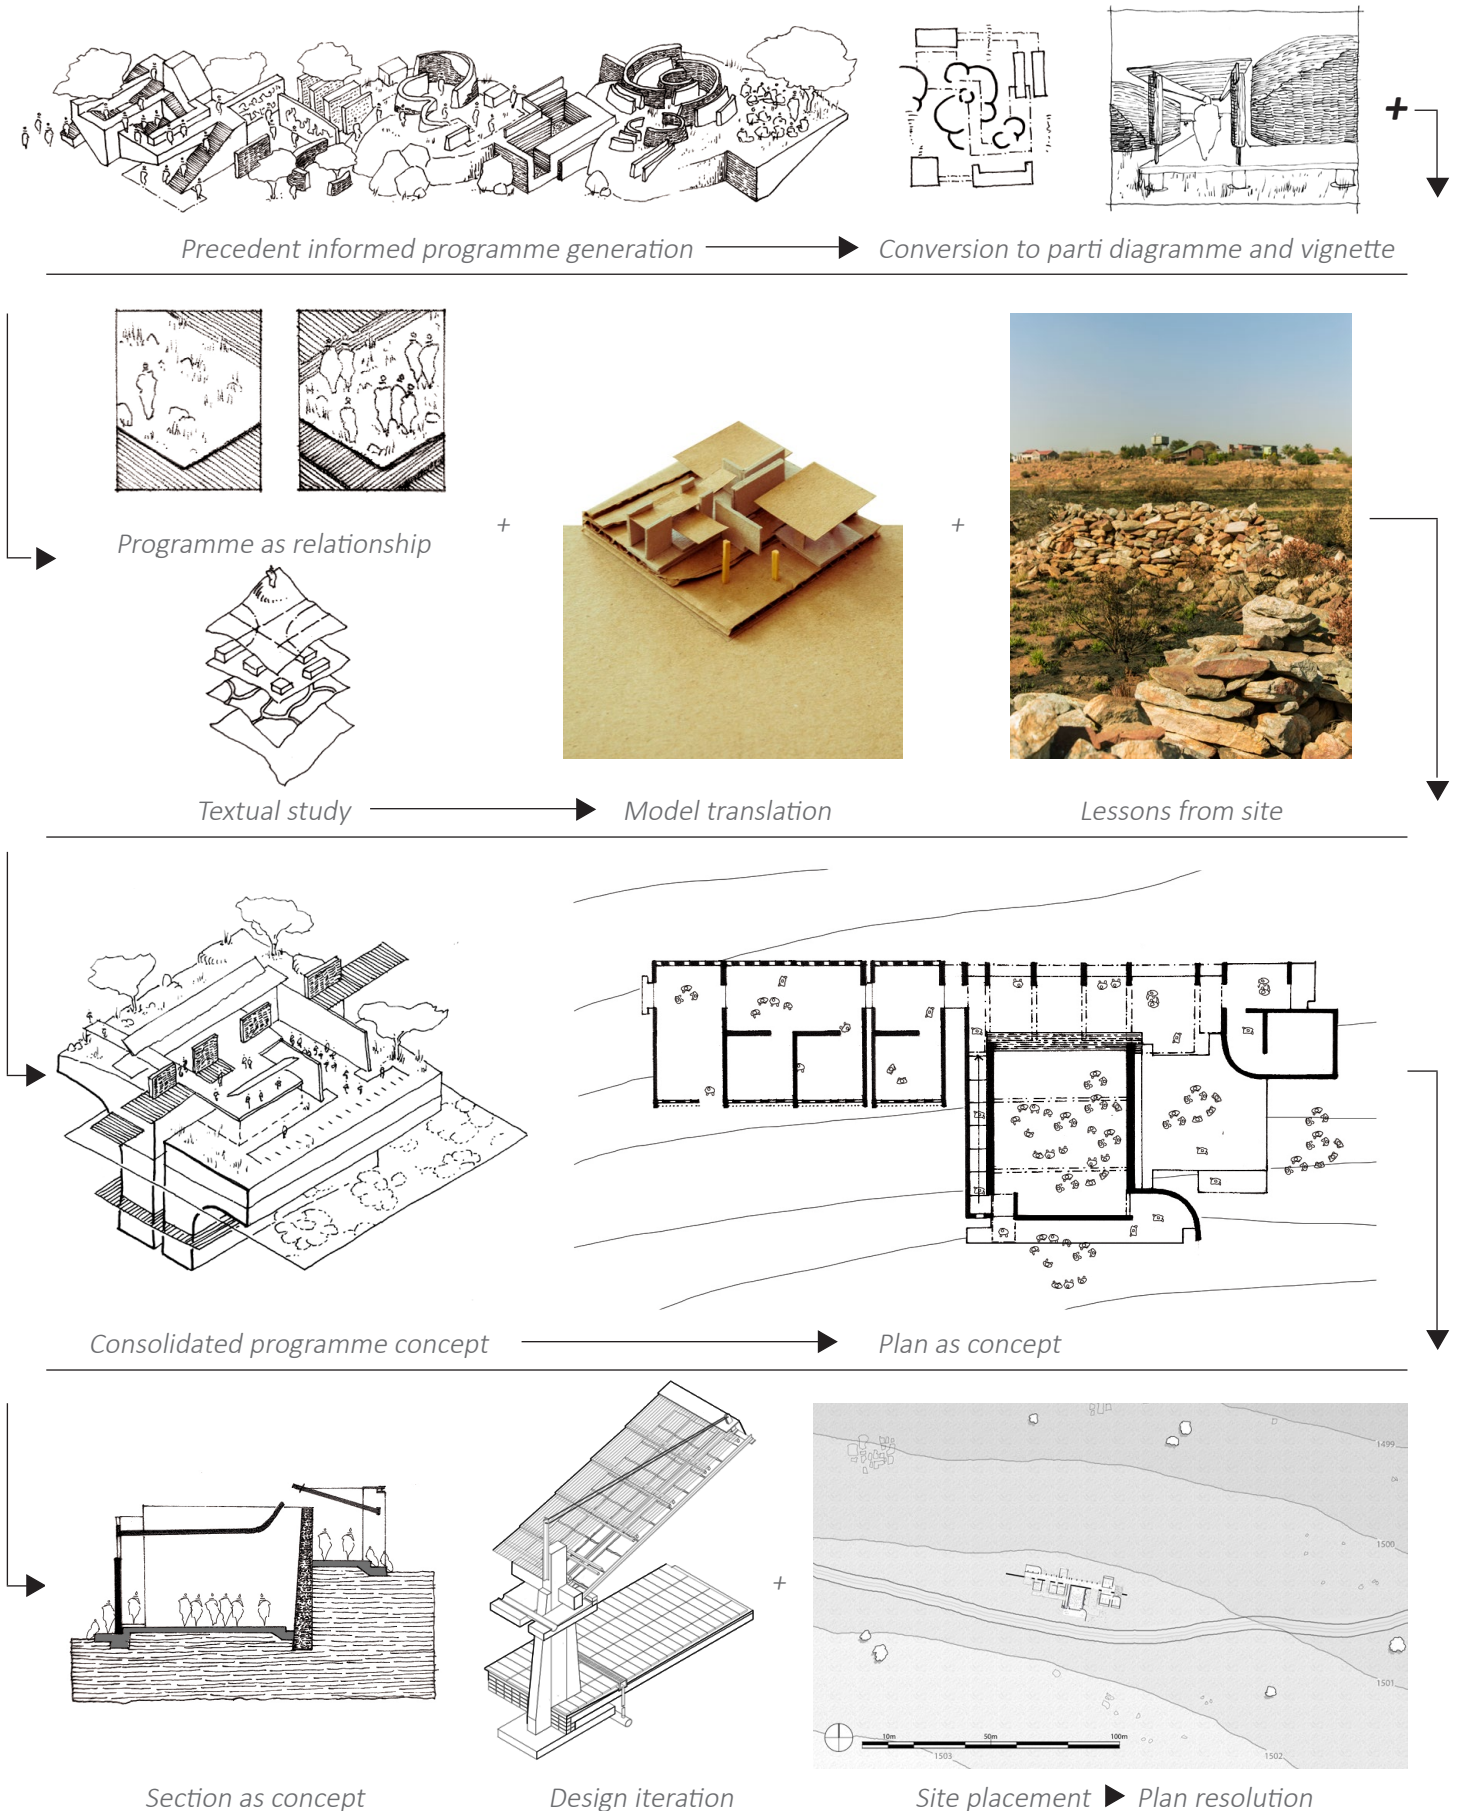 +
Precedent informed programme generation
Conversion to parti diagramme and vignette
Programme as relationship
+
+
Textual study
Model translation
Lessons from site
Consolidated programme concept
Plan as concept
1499
1500
+
1501
10m
50m
100m
1503
1502
Section as concept
Design iteration
Site placement
Plan resolution